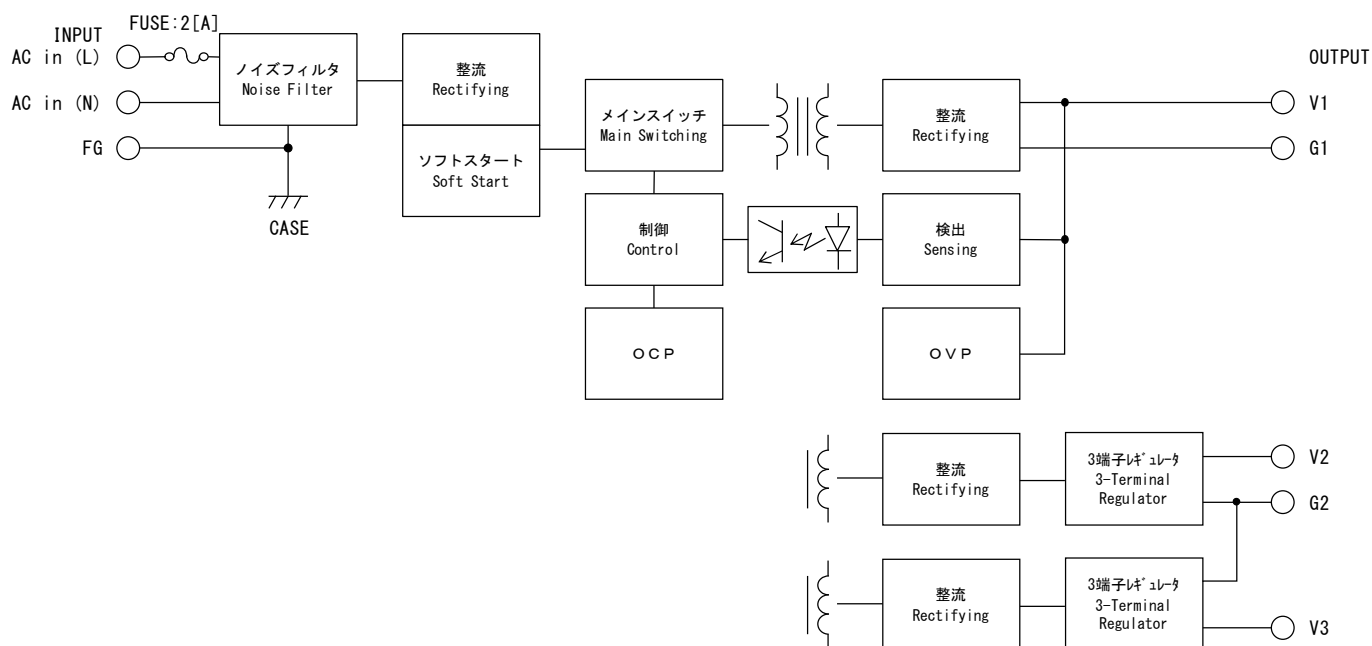 FUSE:2[A]
INPUT
AC in (L)
AC in (N)
FG
ノイズフィルタ
Noise Filter
CASE
整流
Rectifying
ソフトスタート
Soft Start
メインスイッチ
Main Switching
制御
Control
OCP
整流
Rectifying
検出
Sensing
OVP
OUTPUT
V1
G1
整流
Rectifying
3端子ﾚｷﾞｭﾚｰﾀ
3-Terminal
Regulator
V2
G2
整流
Rectifying
3端子ﾚｷﾞｭﾚｰﾀ
3-Terminal
Regulator
V3